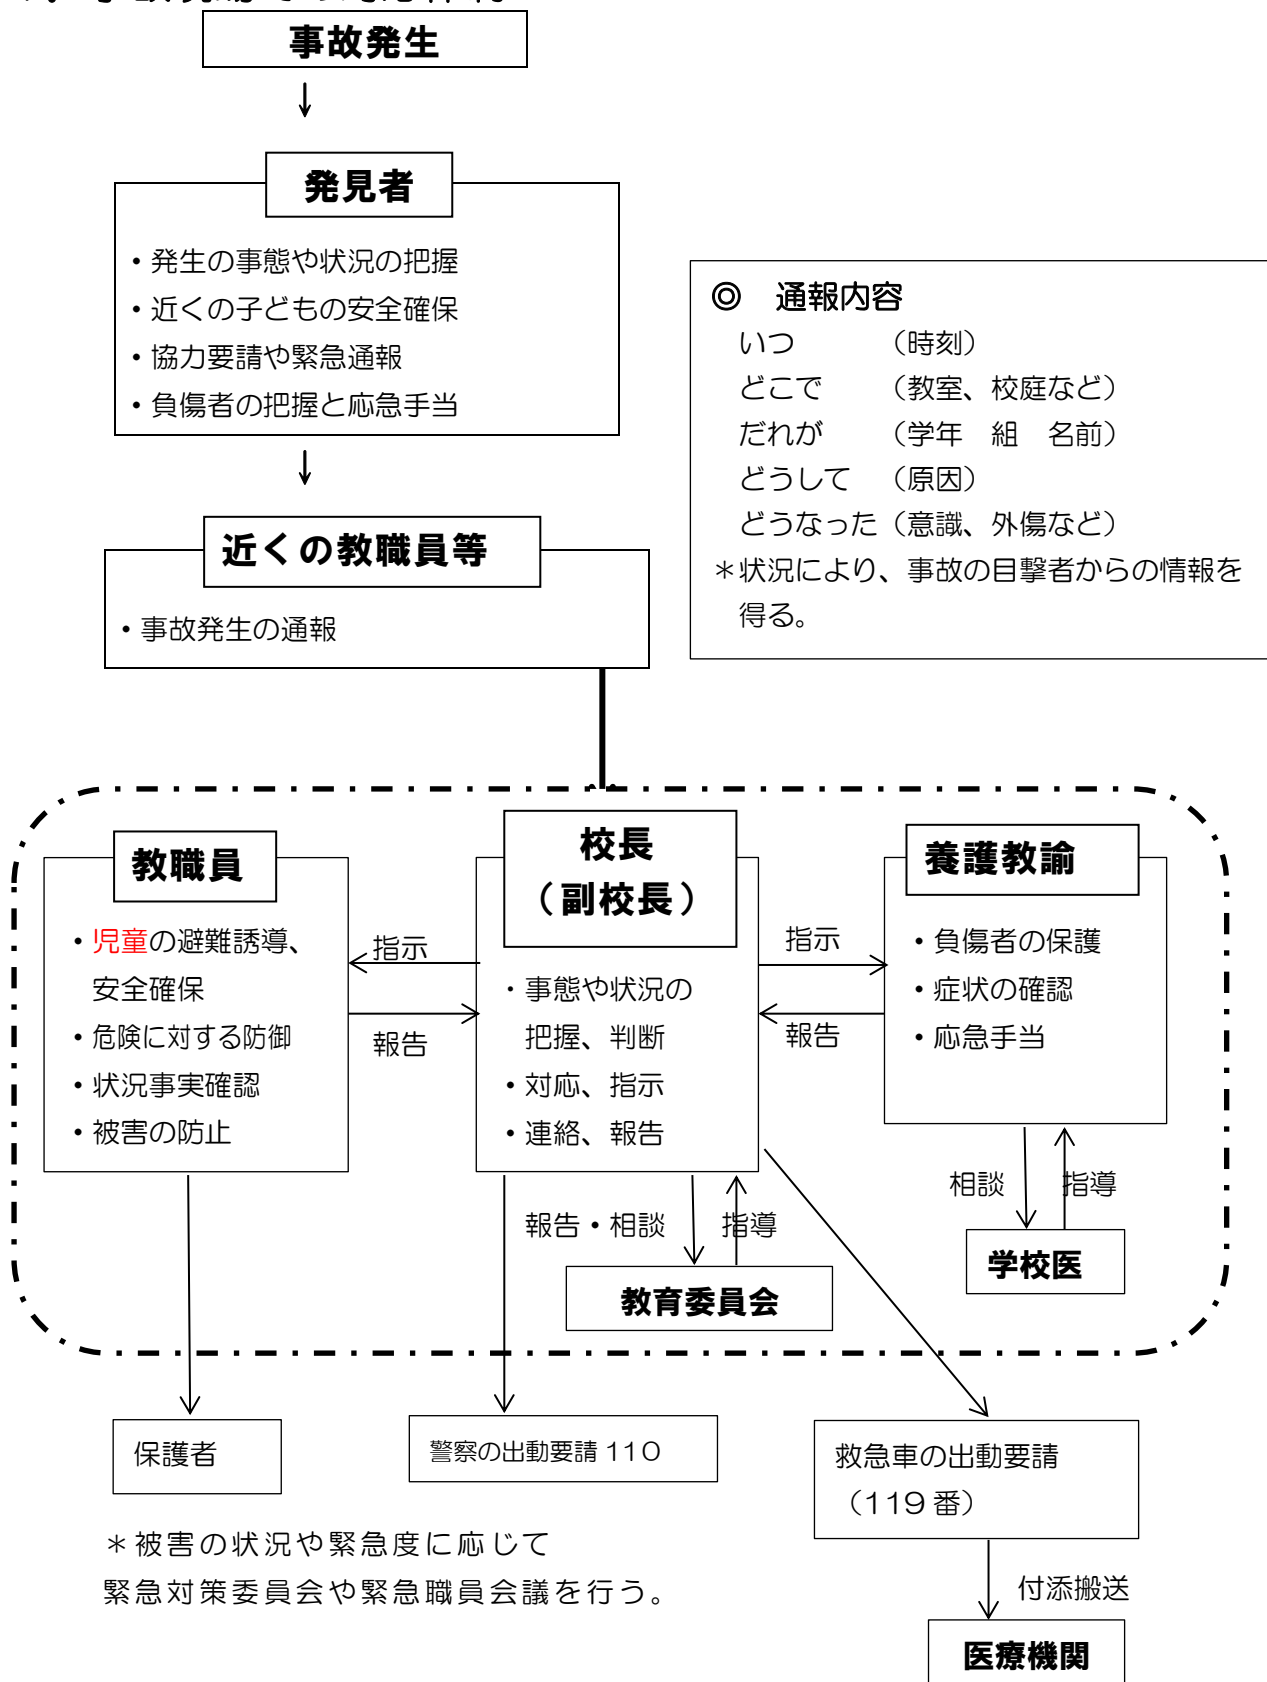 事故発生
発見者
・発生の事態や状況の把握
・近くの子どもの安全確保
・協力要請や緊急通報
・負傷者の把握と応急手当
◎　通報内容
いつ　　　（時刻）
どこで　　（教室、校庭など）
だれが　　（学年　組　名前）
どうして　（原因）
どうなった（意識、外傷など）
＊状況により、事故の目撃者からの情報を
得る。
近くの教職員等
・事故発生の通報
教職員
・児童の避難誘導、
安全確保
・危険に対する防御
・状況事実確認
・被害の防止
指示
報告
校長
（副校長）
・事態や状況の
把握、判断
・対応、指示
・連絡、報告
指示
報告
養護教諭
・負傷者の保護
・症状の確認
・応急手当
相談
指導
学校医
報告・相談
指導
教育委員会
保護者
警察の出動要請 110
救急車の出動要請
（119番）
＊被害の状況や緊急度に応じて
緊急対策委員会や緊急職員会議を行う。
付添搬送
医療機関